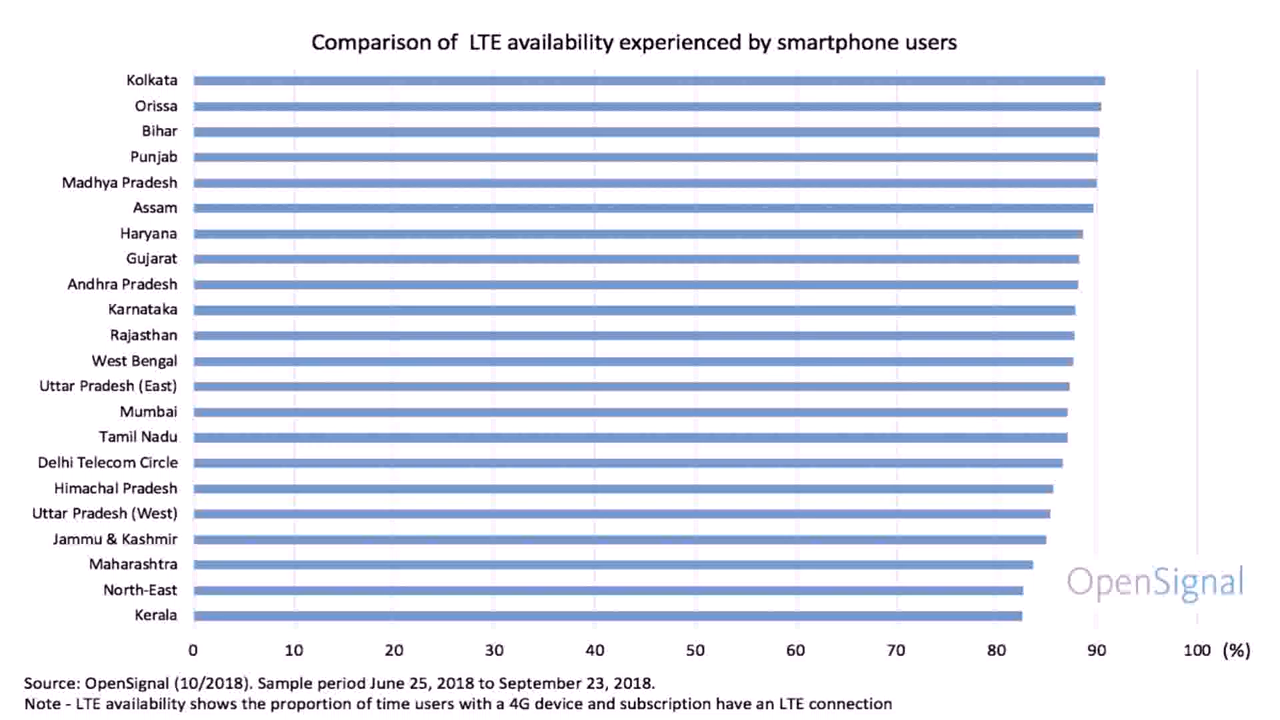 Comparison of LTE availability experienced by smartphone users
Kolkata
Orissa
Bihar
Punjab
Madhya Pradesh
Assam
Haryana
Gujarat
Andhra Pradesh
Karnataka
Rajasthan
West Bengal
Uttar Pradesh (East)
Mumbai
Tamil Nadu
Delhi Telecom Circle
Himachal Pradesh
Uttar Pradesh (West)
Jammu & Kashmir
Maharashtra
OpenSignal
North-East
Kerala
0 10 20 30 40 50 60 70 80 90 100 (%)
Source: OpenSignal (10/2018). Sample period June 25, 2018 to September 23, 2018.
Note - LTE availability shows the proportion of time users with a 4G device and subscription have an LTE connection